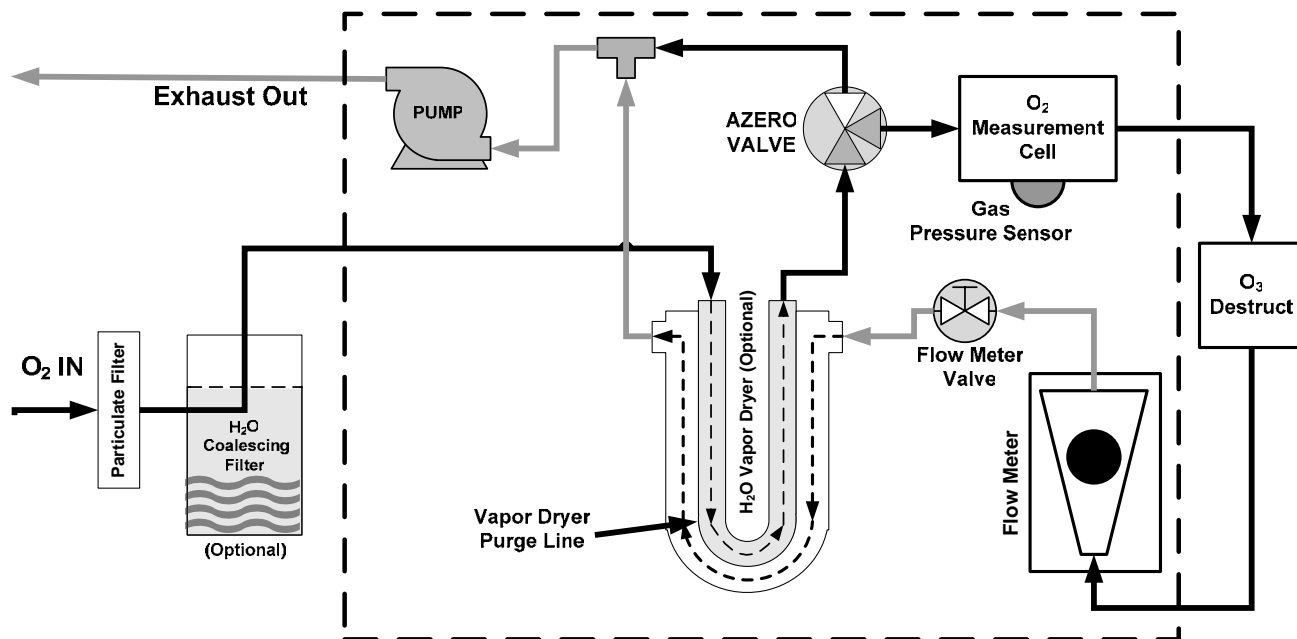 Exhaust Out
PUMP
AZERO
VALVE
O₂
Measurement
Cell
Gas
Pressure Sensor
O₃
Destruct
O₂ IN
Particulate Filter
H₂O
Coalescing
Filter
(Optional)
H₂O Vapor Dryer (Optional)
Vapor Dryer
Purge Line
Flow Meter
Valve
Flow Meter